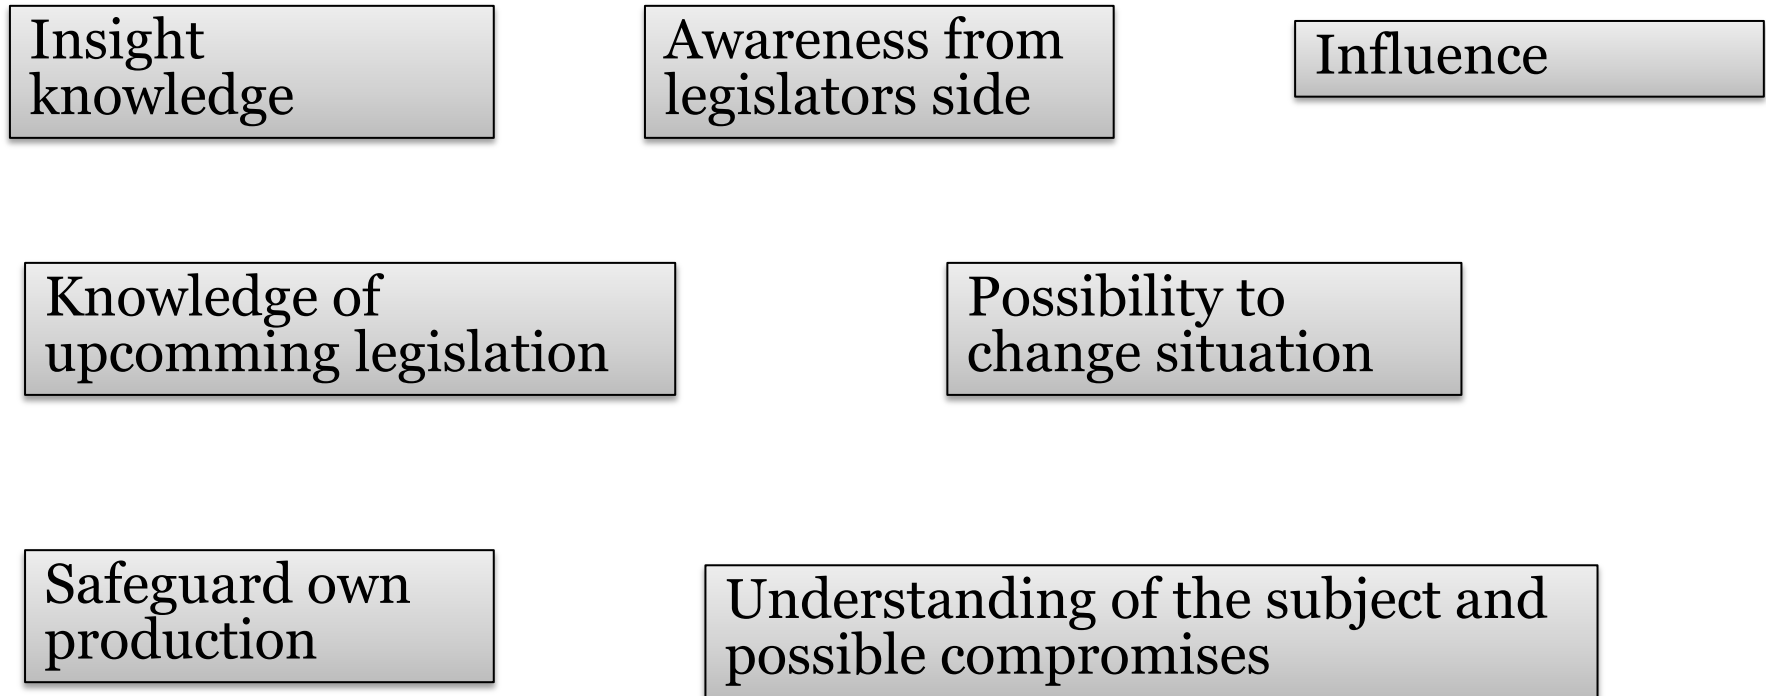 Insight
knowledge
Awareness from
legislators side
Influence
Knowledge of
upcomming legislation
Possibility to
change situation
Safeguard own
production
Understanding of the subject and
possible compromises